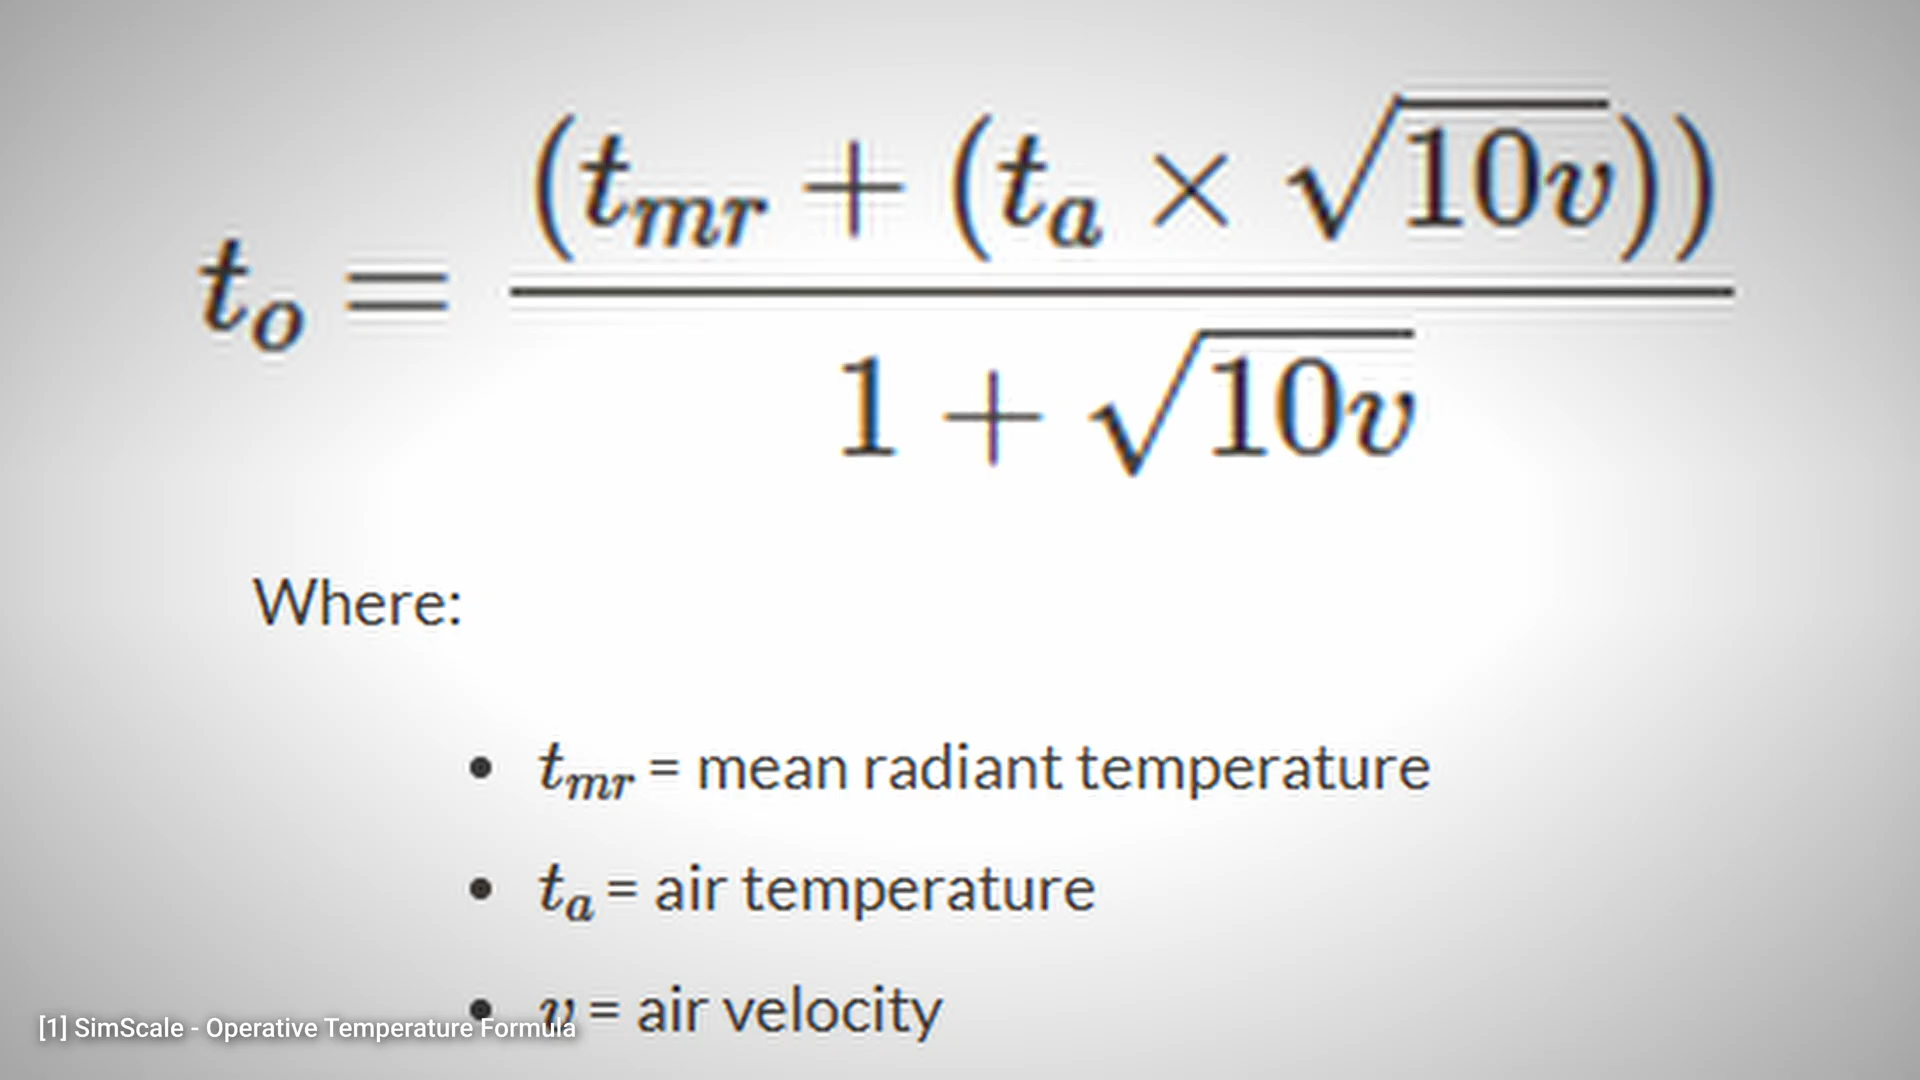 t_o = (t_mr + (t_a × √10v)) / 1 + √10v
Where:
• t_mr = mean radiant temperature
• t_a = air temperature
• v = air velocity
[1] SimScale - Operative Temperature Formula